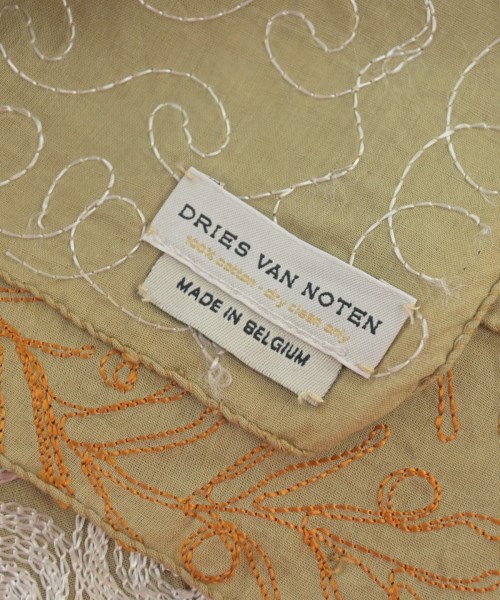 DRIES VAN NOTEN
100% cotton - dry clean only
MADE IN BELGIUM